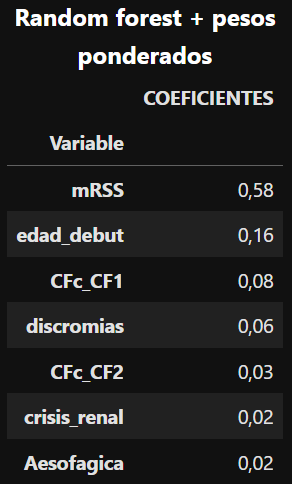 Random forest + pesos
ponderados
COEFICIENTES
Variable
mRSS 0,58
edad_debut 0,16
CFc_CF1 0,08
discromias 0,06
CFc_CF2 0,03
crisis_renal 0,02
Aesofagica 0,02